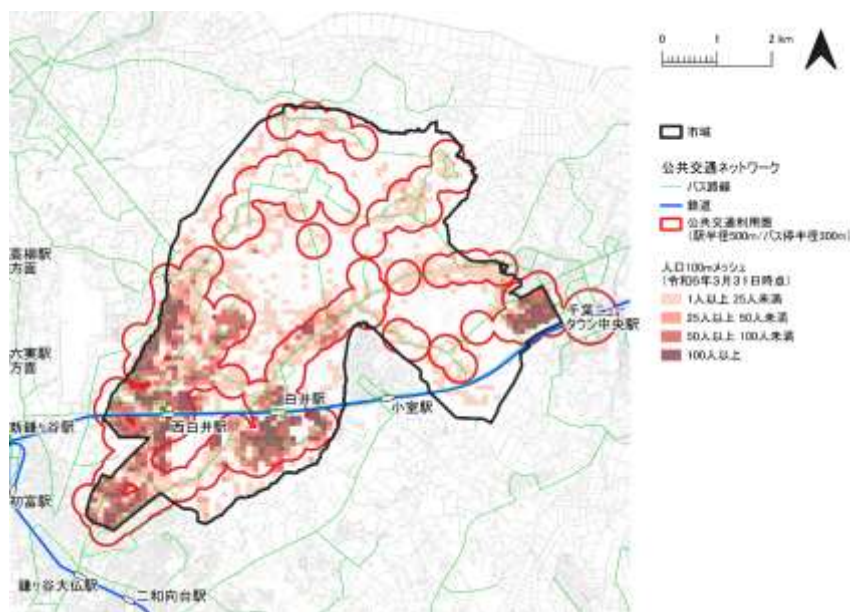 0 1 2 km
市域
公共交通ネットワーク
バス路線
鉄道
公共交通利用圏
(駅半径500m/バス停半径300m)
人口100mメッシュ
(令和6年3月31日時点)
1人以上 25人未満
25人以上 50人未満
50人以上 100人未満
100人以上
高柳駅
方面
千葉ニュー
タウン中央駅
六実駅
方面
新鎌ヶ谷駅
西白井駅
白井駅
小室駅
初富駅
鎌ヶ谷大仏駅
二和向台駅